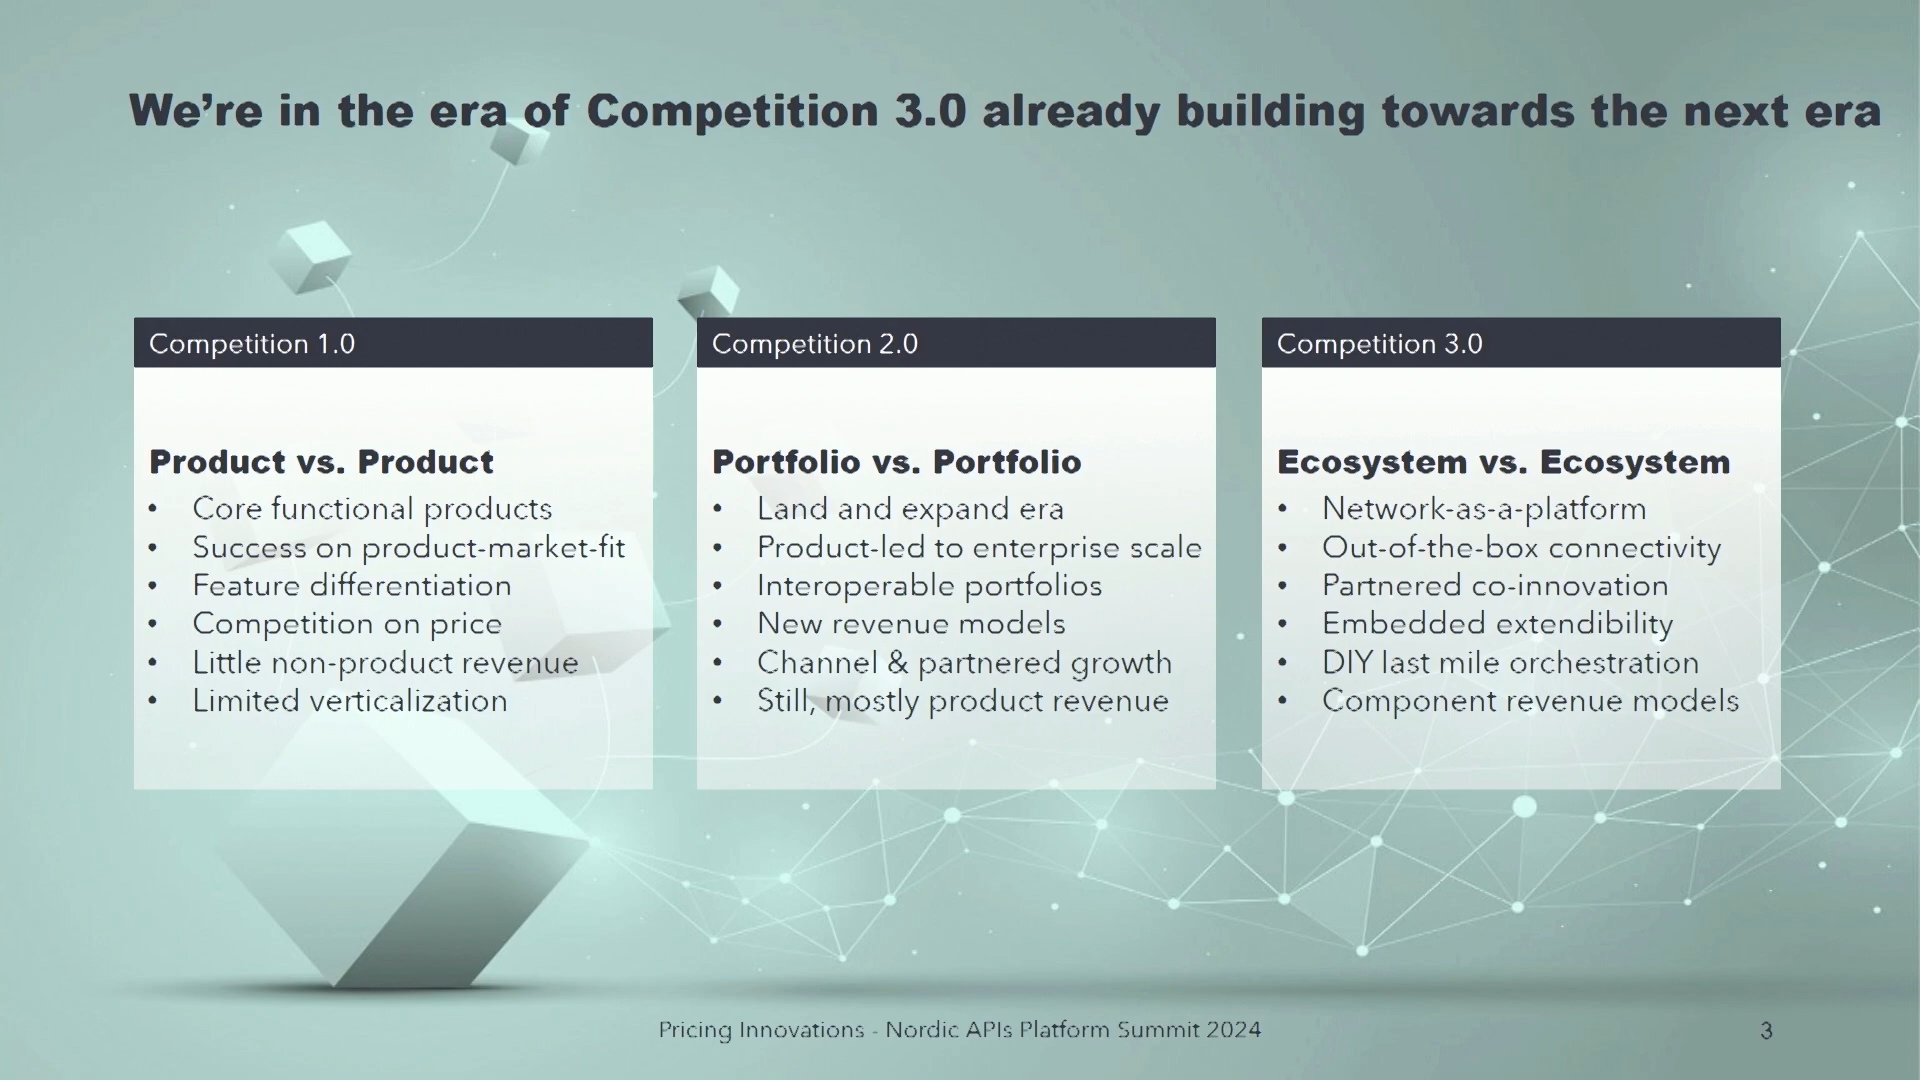 We're in the era of Competition 3.0 already building towards the next era
Competition 1.0
Product vs. Product
• Core functional products
• Success on product-market-fit
• Feature differentiation
• Competition on price
• Little non-product revenue
• Limited verticalization
Competition 2.0
Portfolio vs. Portfolio
• Land and expand era
• Product-led to enterprise scale
• Interoperable portfolios
• New revenue models
• Channel & partnered growth
• Still, mostly product revenue
Competition 3.0
Ecosystem vs. Ecosystem
• Network-as-a-platform
• Out-of-the-box connectivity
• Partnered co-innovation
• Embedded extendibility
• DIY last mile orchestration
• Component revenue models
Pricing Innovations - Nordic APIs Platform Summit 2024
3